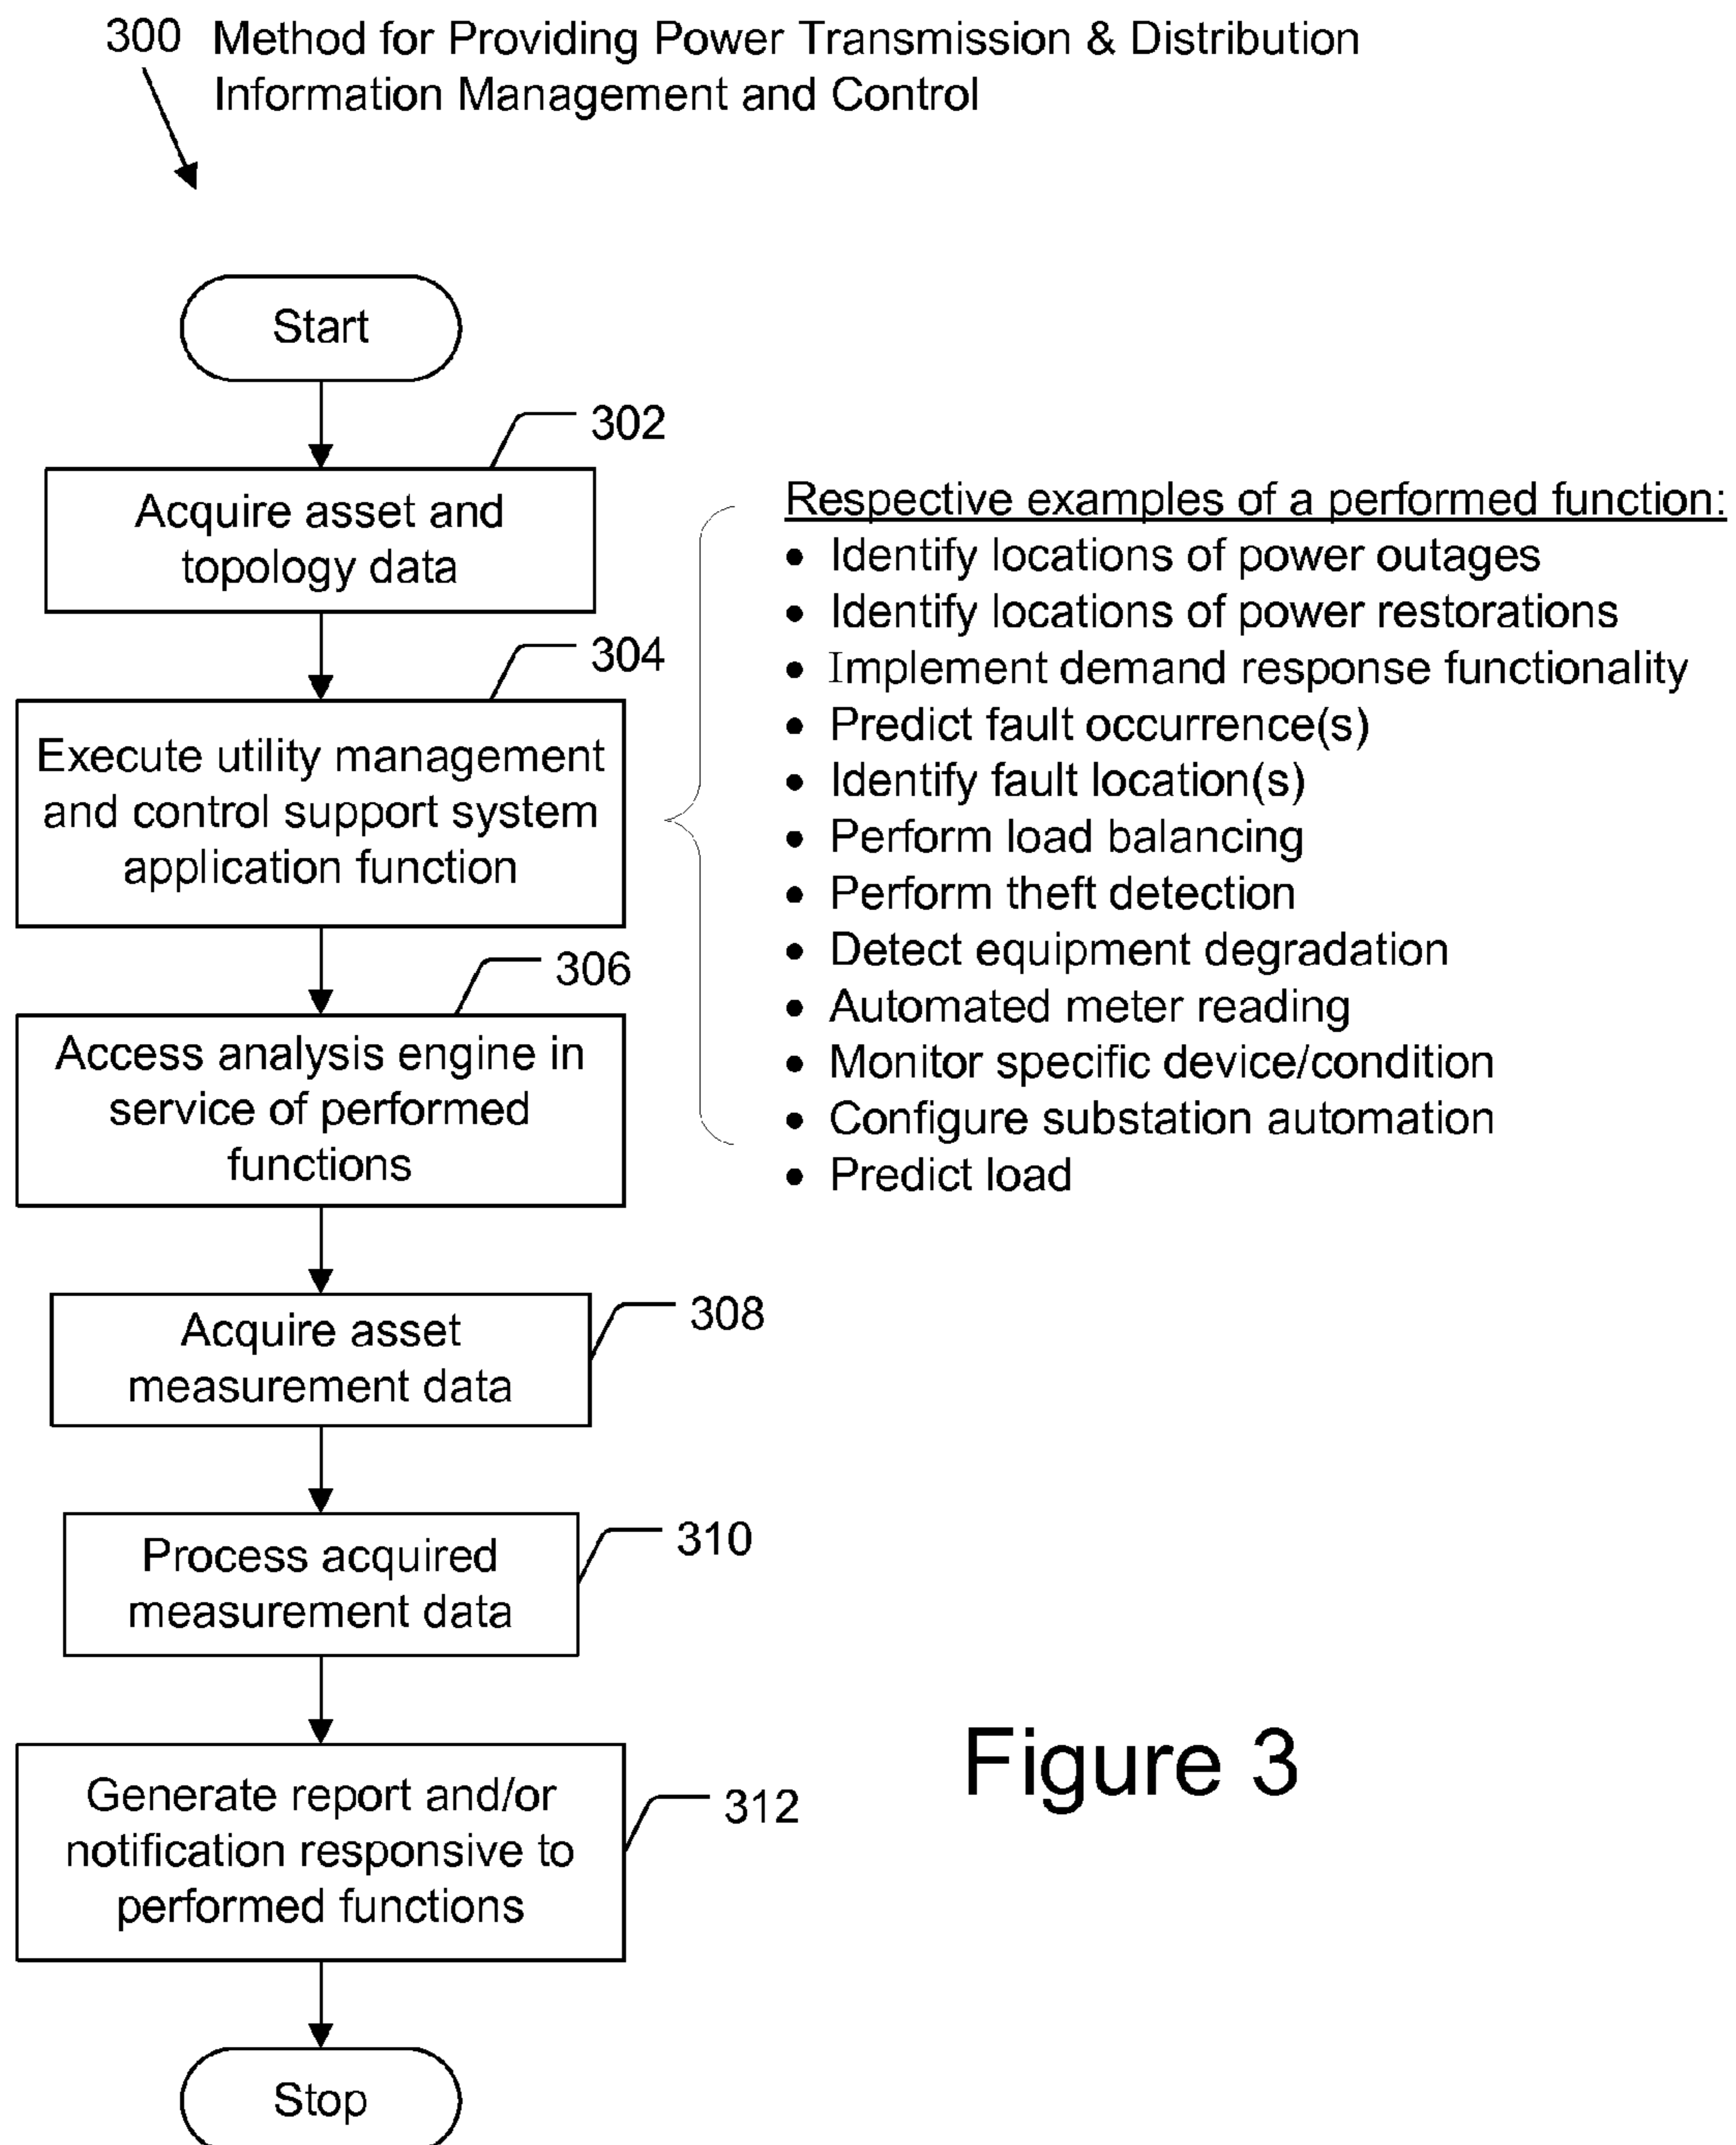 300 Method for Providing Power Transmission & Distribution
Information Management and Control
Start
302
Acquire asset and
topology data
304
Execute utility management
and control support system
application function
306
Access analysis engine in
service of performed
functions
308
Acquire asset
measurement data
310
Process acquired
measurement data
312
Generate report and/or
notification responsive to
performed functions
Stop
Respective examples of a performed function:
• Identify locations of power outages
• Identify locations of power restorations
• Implement demand response functionality
• Predict fault occurrence(s)
• Identify fault location(s)
• Perform load balancing
• Perform theft detection
• Detect equipment degradation
• Automated meter reading
• Monitor specific device/condition
• Configure substation automation
• Predict load
Figure 3